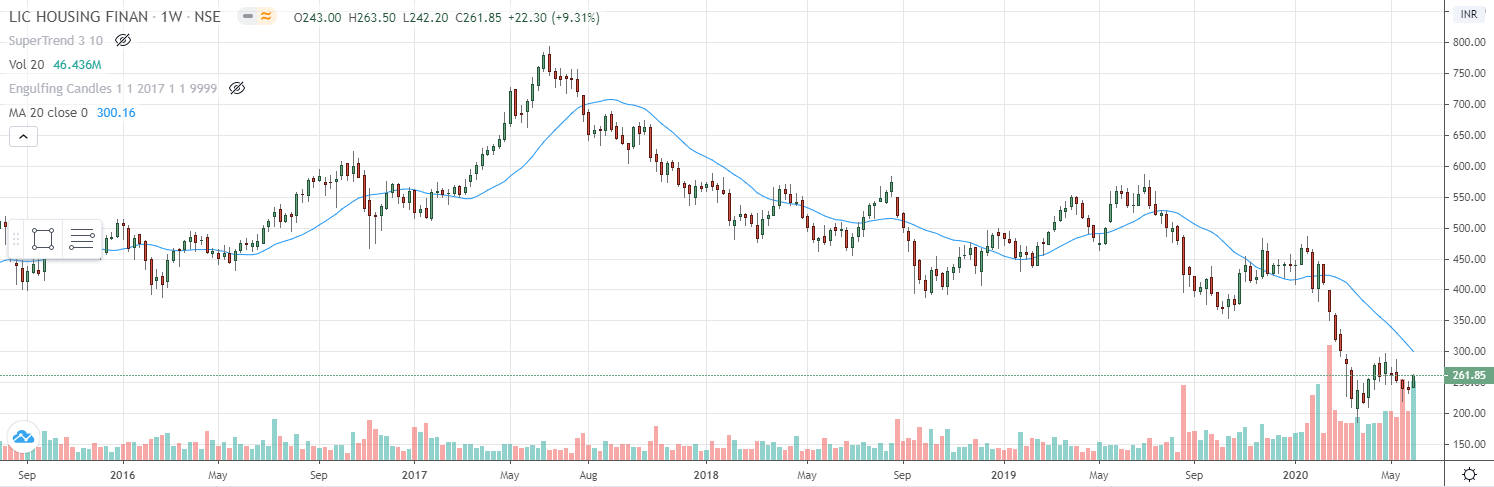 LIC HOUSING FINAN · 1W · NSE O243.00 H263.50 L242.20 C261.85 +22.30 (+9.31%) INR
SuperTrend 3 10
Vol 20 46.436M
Engulfing Candles 1 1 2017 1 1 9999
MA 20 close 0 300.16
800.00
750.00
700.00
650.00
600.00
550.00
500.00
450.00
400.00
350.00
300.00
261.85
250.00
200.00
150.00
Sep 2016 May Sep 2017 May Aug 2018 May Sep 2019 May Sep 2020 May